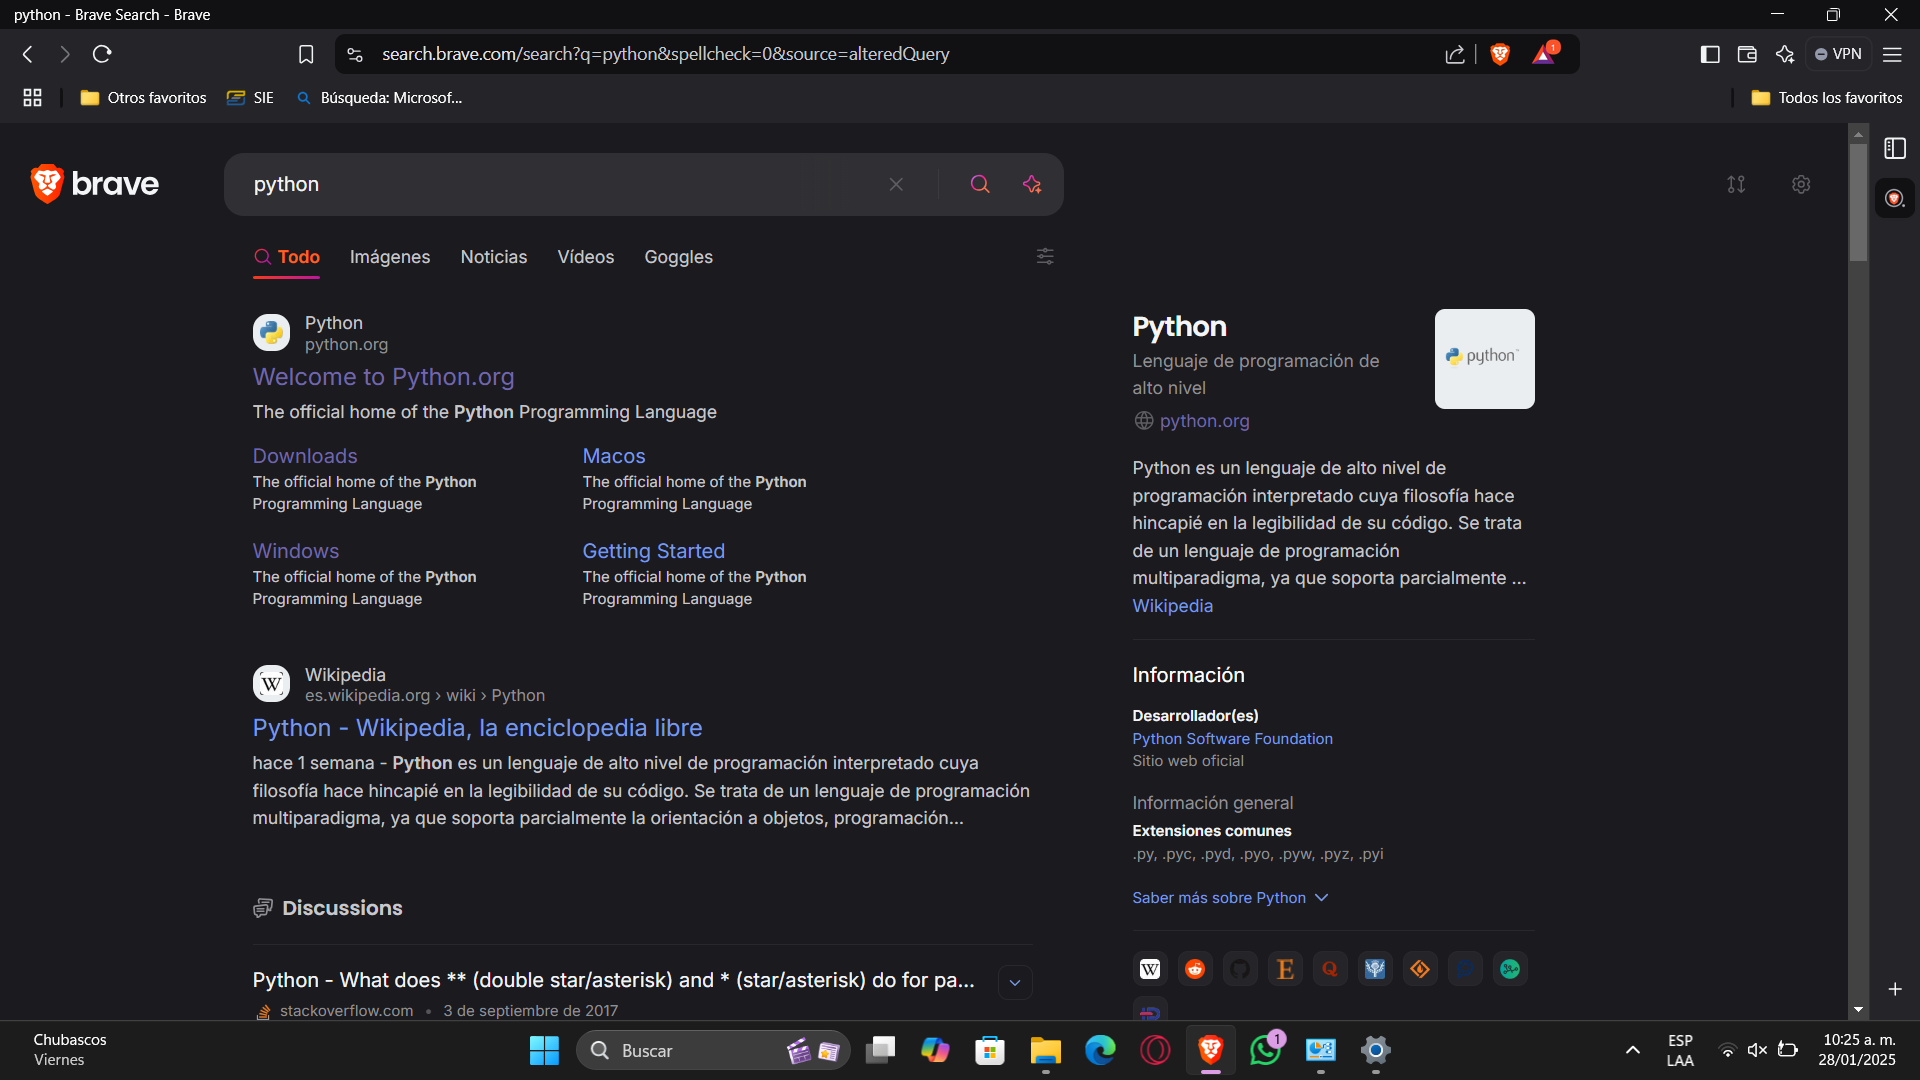 python - Brave Search - Brave
search.brave.com/search?q=python&spellcheck=0&source=alteredQuery
1
VPN
Otros favoritos
SIE
Búsqueda: Microsof...
Todos los favoritos
brave
python
Todo
Imágenes
Noticias
Vídeos
Goggles
Python
python.org
Welcome to Python.org
The official home of the Python Programming Language
Downloads
The official home of the Python
Programming Language
Macos
The official home of the Python
Programming Language
Windows
The official home of the Python
Programming Language
Getting Started
The official home of the Python
Programming Language
W
Wikipedia
es.wikipedia.org › wiki › Python
Python - Wikipedia, la enciclopedia libre
hace 1 semana - Python es un lenguaje de alto nivel de programación interpretado cuya
filosofía hace hincapié en la legibilidad de su código. Se trata de un lenguaje de programación
multiparadigma, ya que soporta parcialmente la orientación a objetos, programación...
Discussions
Python - What does ** (double star/asterisk) and * (star/asterisk) do for pa...
stackoverflow.com • 3 de septiembre de 2017
Python
Lenguaje de programación de
alto nivel
python.org
python
Python es un lenguaje de alto nivel de
programación interpretado cuya filosofía hace
hincapié en la legibilidad de su código. Se trata
de un lenguaje de programación
multiparadigma, ya que soporta parcialmente ...
Wikipedia
Información
Desarrollador(es)
Python Software Foundation
Sitio web oficial
Información general
Extensiones comunes
.py, .pyc, .pyd, .pyo, .pyw, .pyz, .pyi
Saber más sobre Python
W
E
Q
Chubascos
Viernes
Buscar
1
ESP
LAA
10:25 a. m.
28/01/2025